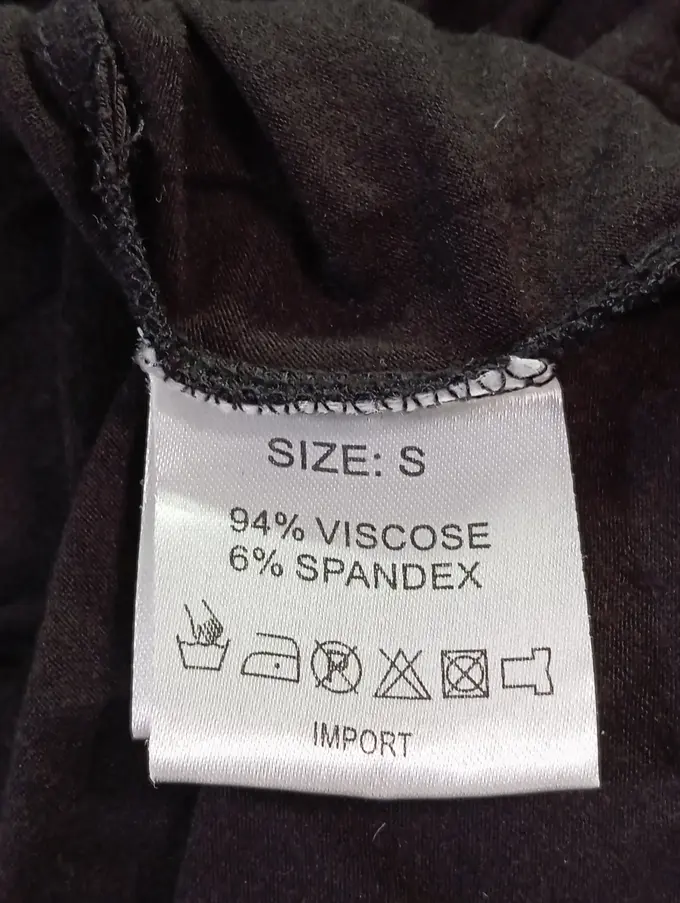 SIZE: S
94% VISCOSE
6% SPANDEX
P
IMPORT